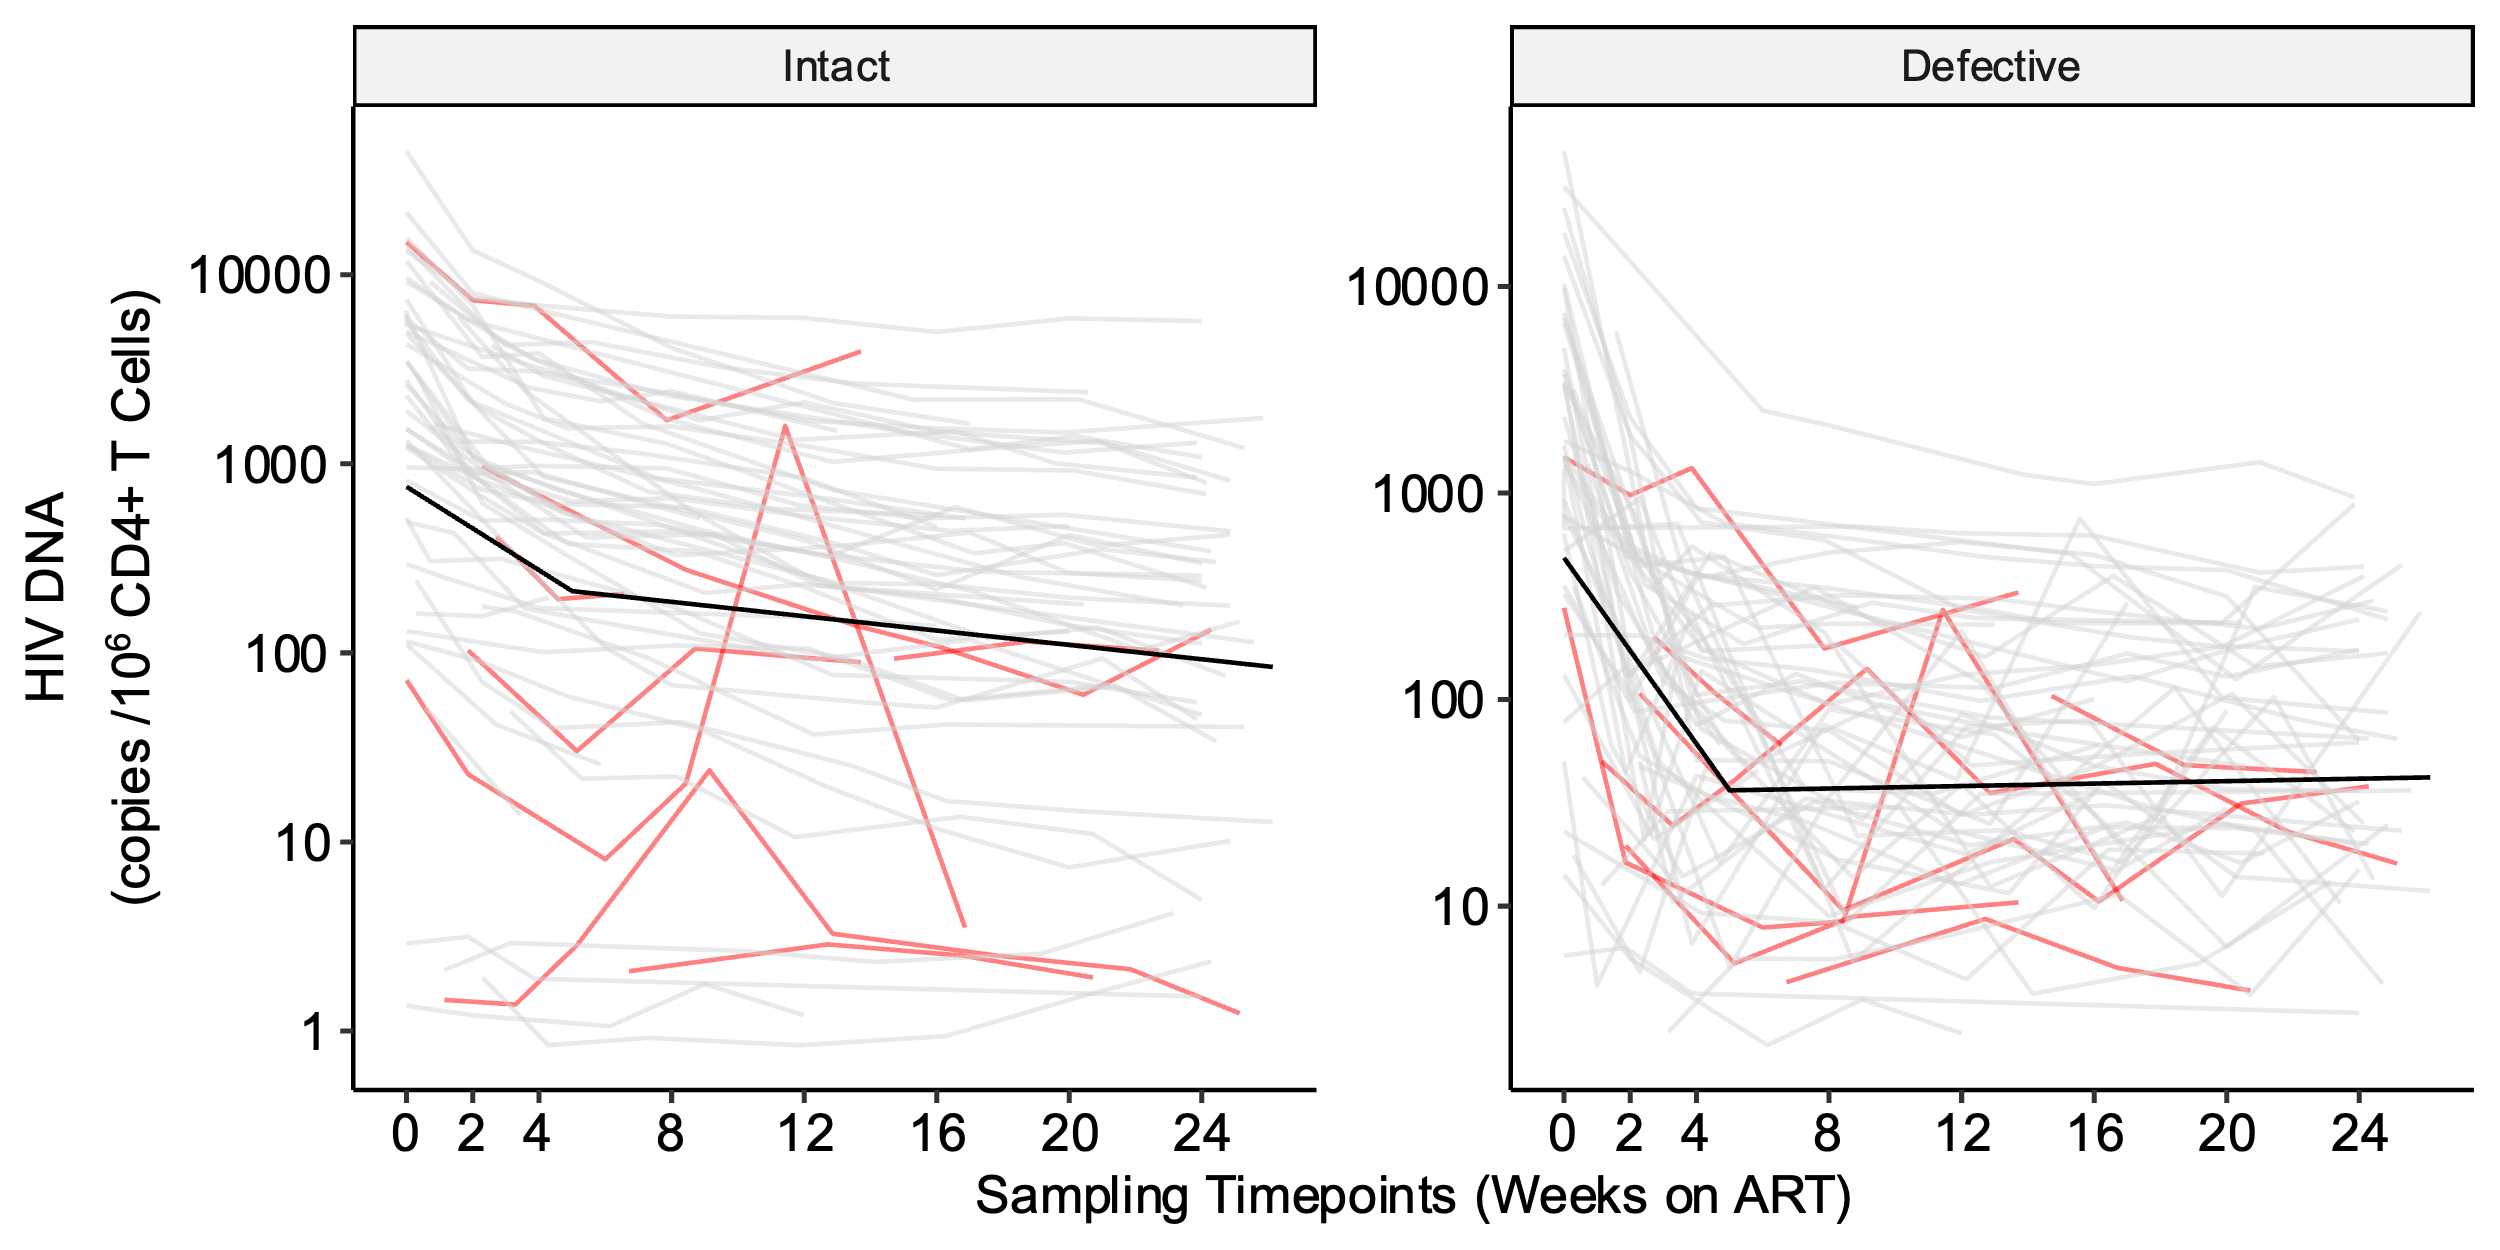 Intact
Defective
HIV DNA
(copies /10⁶ CD4+ T Cells)
10000
1000
100
10
1
10000
1000
100
10
0 2 4 8 12 16 20 24
0 2 4 8 12 16 20 24
Sampling Timepoints (Weeks on ART)